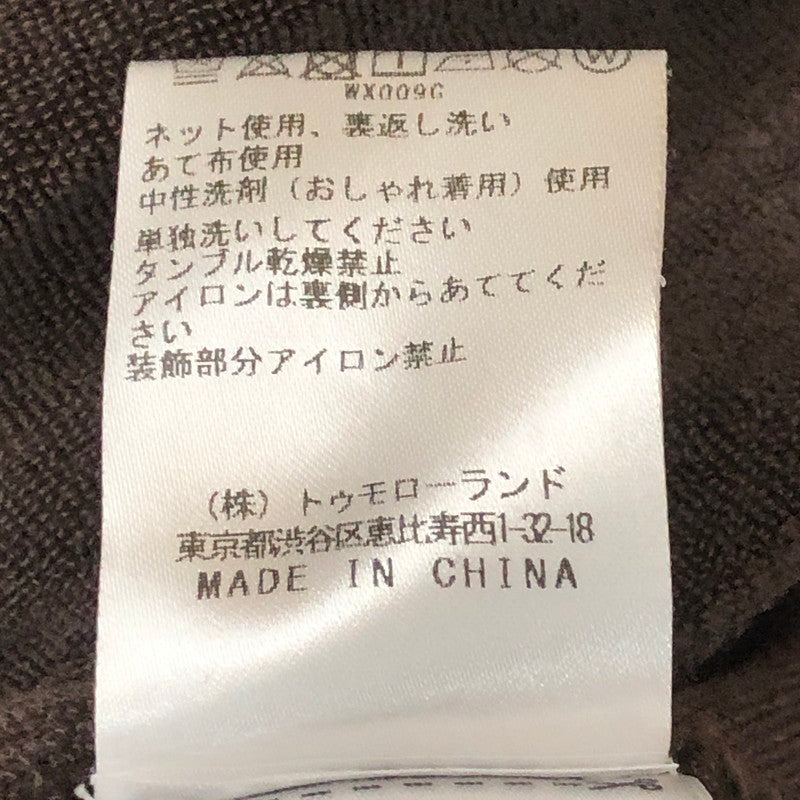 WX009G
ネット使用、裏返し洗い
あて布使用
中性洗剤（おしゃれ着用）使用
単独洗いしてください
タンブル乾燥禁止
アイロンは裏側からあててくだ
さい
装飾部分アイロン禁止
（株）トゥモローランド
東京都渋谷区恵比寿西1-32-18
MADE IN CHINA